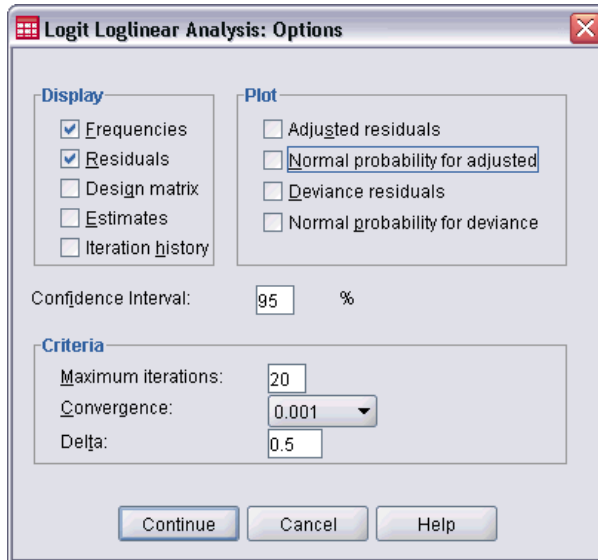 Logit Loglinear Analysis: Options
Display
Frequencies
Residuals
Design matrix
Estimates
Iteration history
Plot
Adjusted residuals
Normal probability for adjusted
Deviance residuals
Normal probability for deviance
Confidence Interval: 95 %
Criteria
Maximum iterations: 20
Convergence: 0.001
Delta: 0.5
Continue Cancel Help